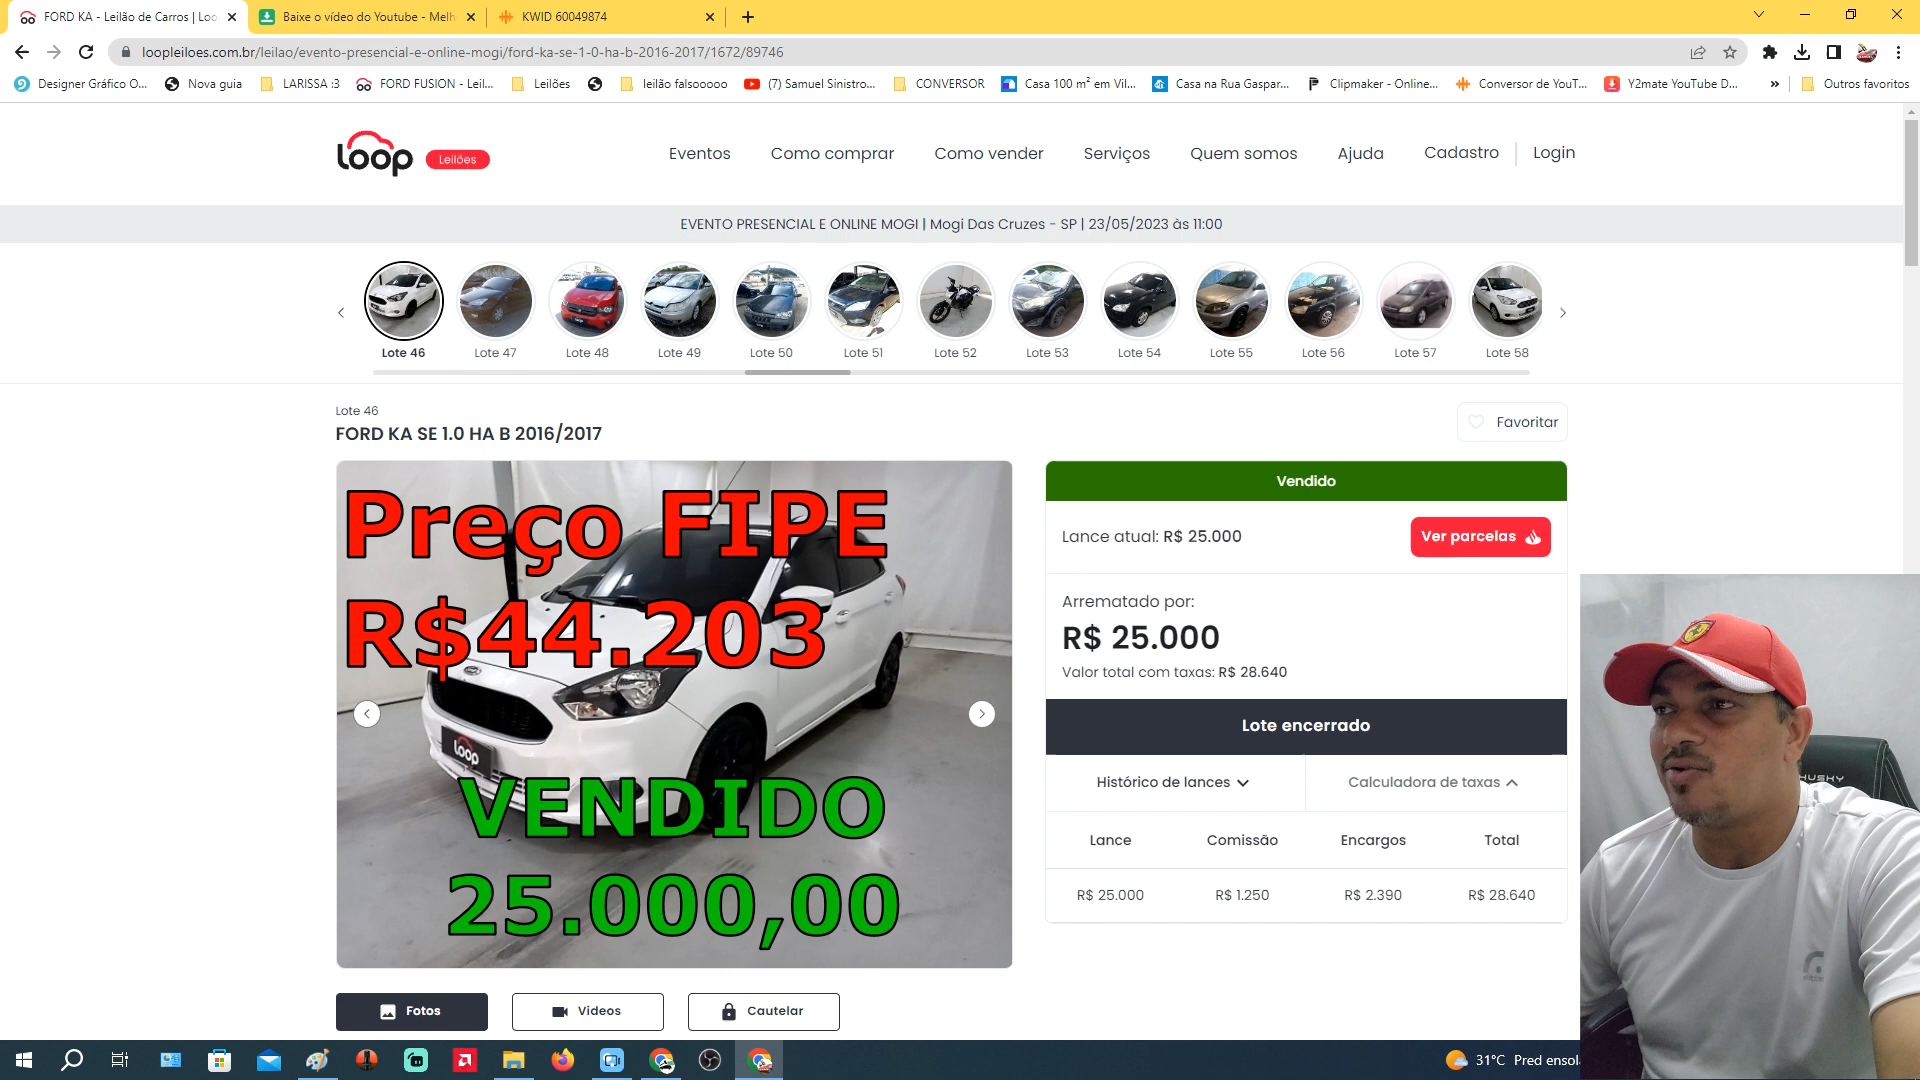 FORD KA - Leilão de Carros | Loo
Baixe o vídeo do Youtube - Melh
KWID 60049874
loopleiloes.com.br/leilao/evento-presencial-e-online-mogi/ford-ka-se-1-0-ha-b-2016-2017/1672/89746
Designer Gráfico O...
Nova guia
LARISSA :3
FORD FUSION - Leil...
Leilões
leilão falsooooo
(7) Samuel Sinistro...
CONVERSOR
Casa 100 m² em Vil...
Casa na Rua Gaspar...
Clipmaker - Online...
Conversor de YouT...
Y2mate YouTube D...
»
Outros favoritos
loop Leilões
Eventos
Como comprar
Como vender
Serviços
Quem somos
Ajuda
Cadastro
Login
EVENTO PRESENCIAL E ONLINE MOGI | Mogi Das Cruzes - SP | 23/05/2023 às 11:00
Lote 46
Lote 47
Lote 48
Lote 49
Lote 50
Lote 51
Lote 52
Lote 53
Lote 54
Lote 55
Lote 56
Lote 57
Lote 58
Lote 46
FORD KA SE 1.0 HA B 2016/2017
Favoritar
Preço FIPE
R$44.203
loop
VENDIDO
25.000,00
Vendido
Lance atual: R$ 25.000
Ver parcelas
Arrematado por:
R$ 25.000
Valor total com taxas: R$ 28.640
Lote encerrado
Histórico de lances
Calculadora de taxas
Lance
Comissão
Encargos
Total
R$ 25.000
R$ 1.250
R$ 2.390
R$ 28.640
HUSKY
Fotos
Videos
Cautelar
31°C Pred ensol